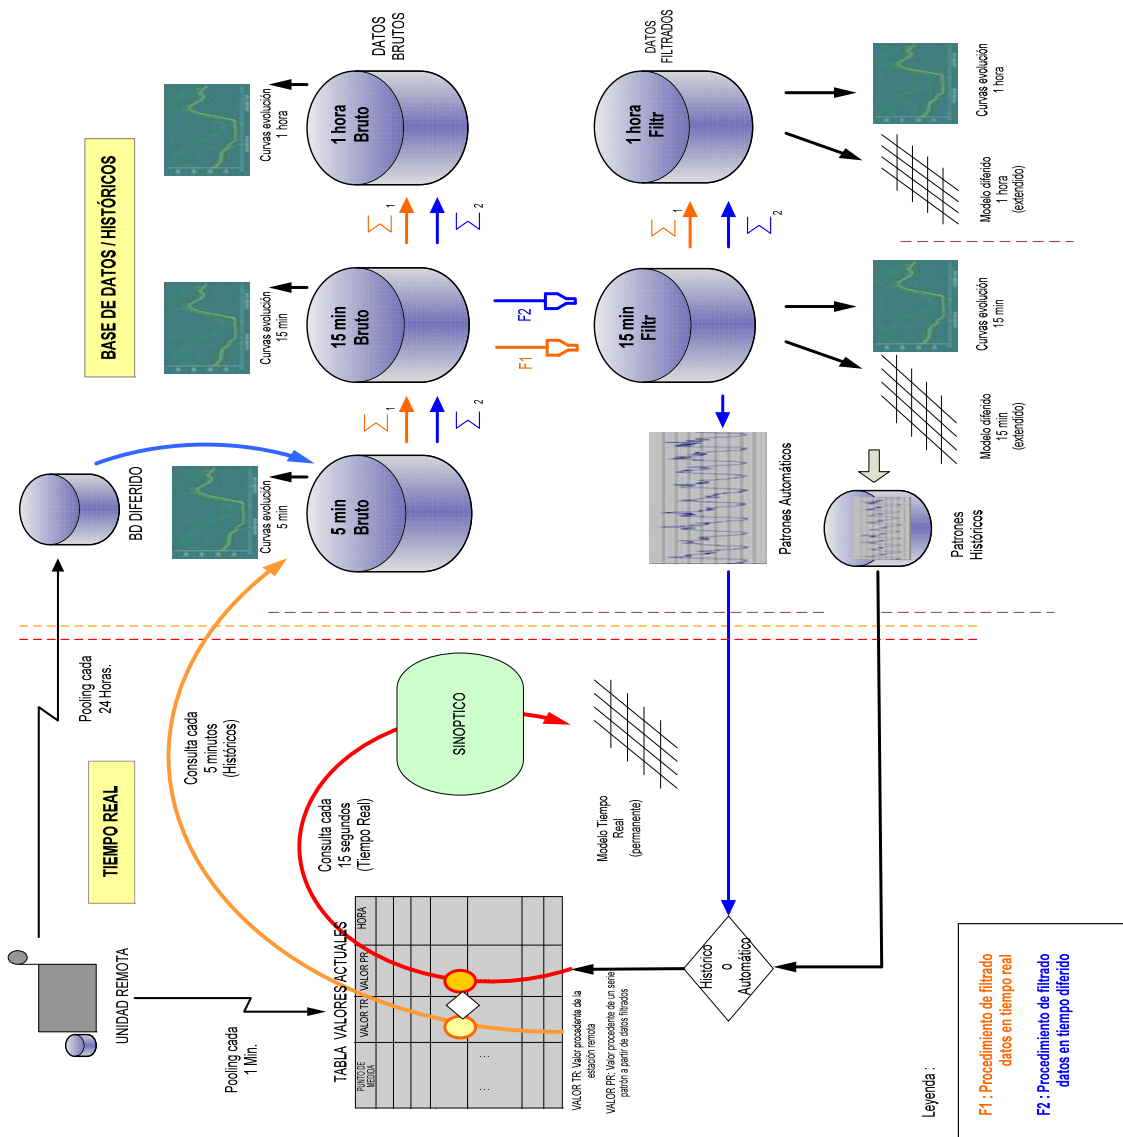 BASE DE DATOS / HISTÓRICOS
TIEMPO REAL
DATOS
BRUTOS
DATOS
FILTRADOS
Curvas evolución
1 hora
1 hora
Bruto
1 hora
Filtr
Curvas evolución
1 hora
Modelo diferido
1 hora
(extendido)
∑ 1
∑ 2
∑ 1
∑ 2
Curvas evolución
15 min
15 min
Bruto
F1
F2
15 min
Filtr
Curvas evolución
15 min
Modelo diferido
15 min
(extendido)
∑ 1
∑ 2
BD DIFERIDO
Curvas evolución
5 min
5 min
Bruto
Patrones Automáticos
Patrones
Históricos
Pooling cada
24 Horas.
Consulta cada
5 minutos
(Históricos)
Consulta cada
15 segundos
(Tiempo Real)
SINOPTICO
Modelo Tiempo
Real
(permanente)
UNIDAD REMOTA
Pooling cada
1 Min.
TABLA VALORES ACTUALES
PUNTO DE
MEDIDA
VALOR TR
VALOR PR
HORA
VALOR TR: Valor procedente de la
estación remota
VALOR PR: Valor procedente de un serie
patrón a partir de datos filtrados
Histórico
O
Automático
Leyenda :
F1 : Procedimiento de filtrado
datos en tiempo real
F2 : Procedimiento de filtrado
datos en tiempo diferido